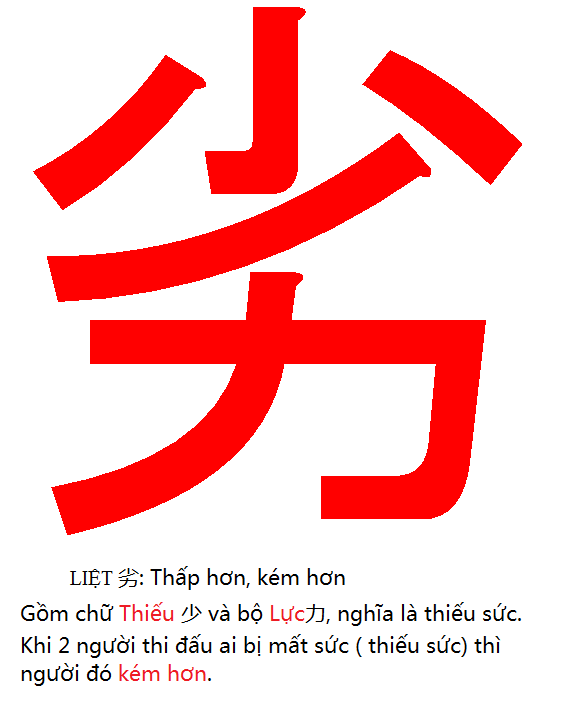 劣
LIỆT 劣: Thấp hơn, kém hơn
Gồm chữ Thiếu 少 và bộ Lực力, nghĩa là thiếu sức.
Khi 2 người thi đấu ai bị mất sức ( thiếu sức) thì
người đó kém hơn.